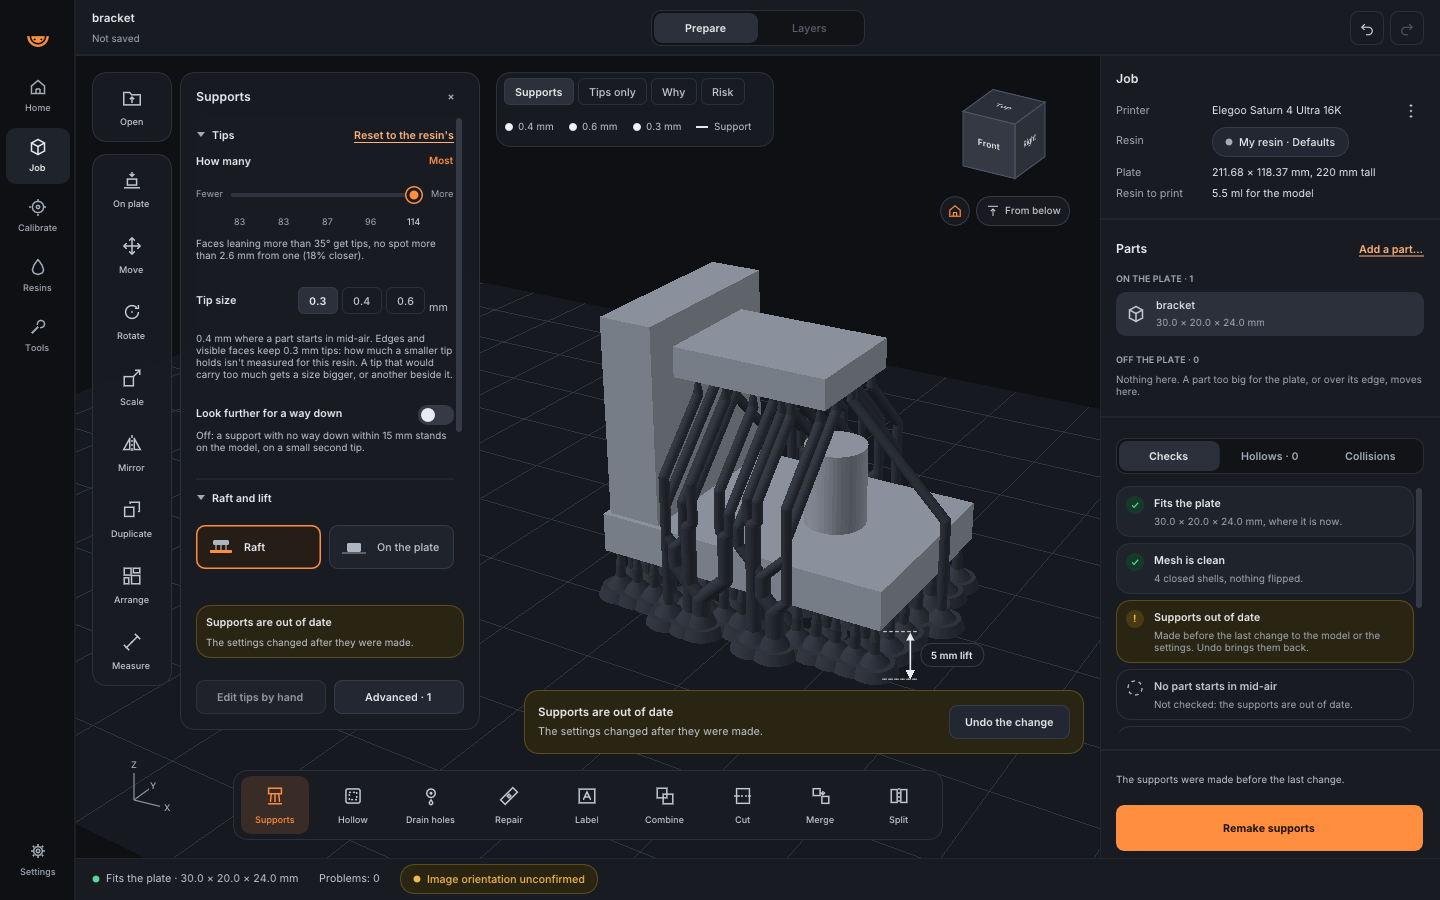 bracket
Not saved
Prepare
Layers
Home
Job
Calibrate
Resins
Tools
Settings
Open
On plate
Move
Rotate
Scale
Mirror
Duplicate
Arrange
Measure
Supports
×
Tips
Reset to the resin's
How many
Most
Fewer
More
83 83 87 96 114
Faces leaning more than 35° get tips, no spot more
than 2.6 mm from one (18% closer).
Tip size
0.3
0.4
0.6
mm
0.4 mm where a part starts in mid-air. Edges and
visible faces keep 0.3 mm tips: how much a smaller tip
holds isn't measured for this resin. A tip that would
carry too much gets a size bigger, or another beside it.
Look further for a way down
Off: a support with no way down within 15 mm stands
on the model, on a small second tip.
Raft and lift
Raft
On the plate
Supports are out of date
The settings changed after they were made.
Edit tips by hand
Advanced · 1
Supports
Tips only
Why
Risk
0.4 mm
0.6 mm
0.3 mm
Support
Top
Front
Right
From below
5 mm lift
Supports are out of date
The settings changed after they were made.
Undo the change
Z
Y
X
Supports
Hollow
Drain holes
Repair
Label
Combine
Cut
Merge
Split
Job
Printer
Elegoo Saturn 4 Ultra 16K
Resin
My resin · Defaults
Plate
211.68 × 118.37 mm, 220 mm tall
Resin to print
5.5 ml for the model
Parts
Add a part...
ON THE PLATE · 1
bracket
30.0 × 20.0 × 24.0 mm
OFF THE PLATE · 0
Nothing here. A part too big for the plate, or over its edge, moves
here.
Checks
Hollows · 0
Collisions
Fits the plate
30.0 × 20.0 × 24.0 mm, where it is now.
Mesh is clean
4 closed shells, nothing flipped.
Supports out of date
Made before the last change to the model or the
settings. Undo brings them back.
No part starts in mid-air
Not checked: the supports are out of date.
The supports were made before the last change.
Remake supports
Fits the plate · 30.0 × 20.0 × 24.0 mm
Problems: 0
Image orientation unconfirmed